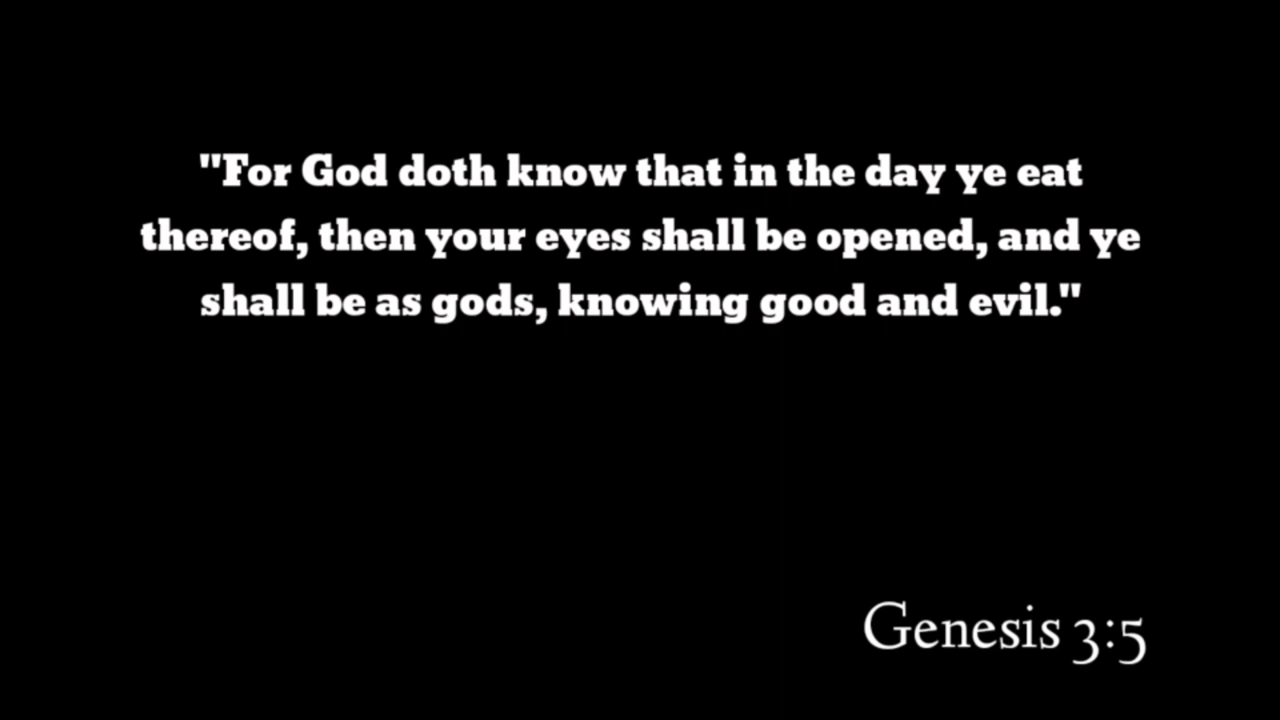 "For God doth know that in the day ye eat
thereof, then your eyes shall be opened, and ye
shall be as gods, knowing good and evil."
Genesis 3:5